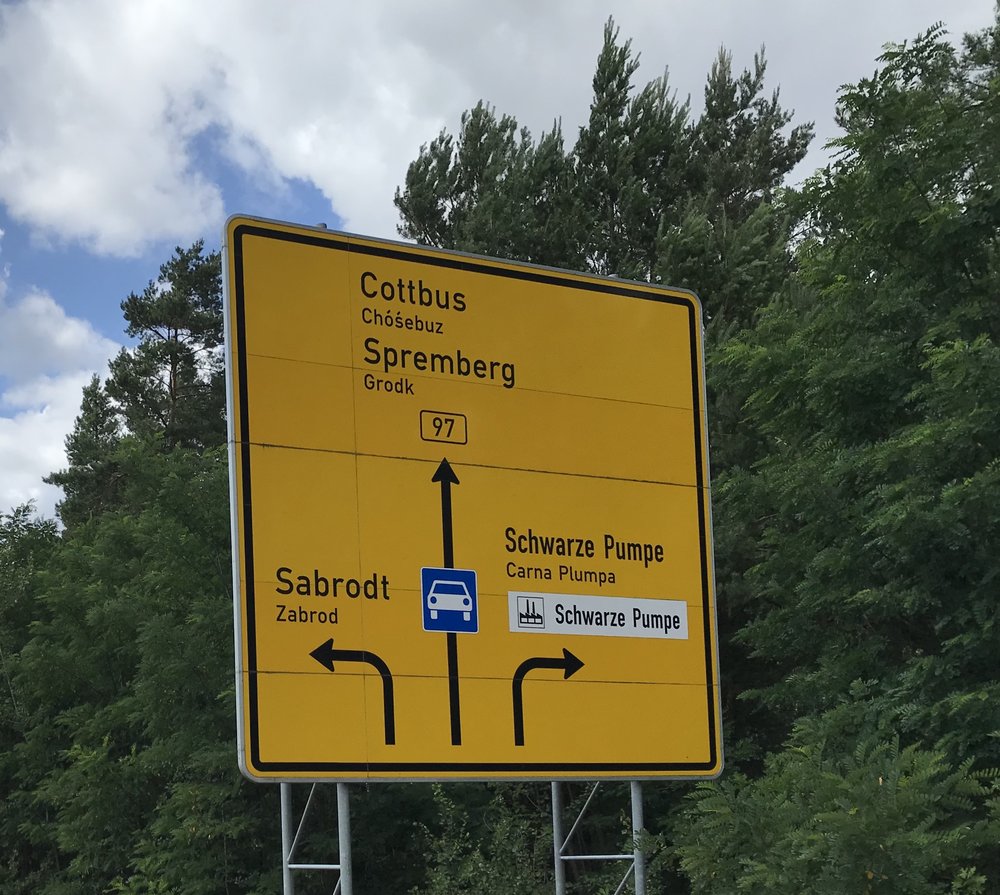 Cottbus
Chóśebuz
Spremberg
Grodk
97
Sabrodt
Zabrod
Schwarze Pumpe
Carna Plumpa
Schwarze Pumpe